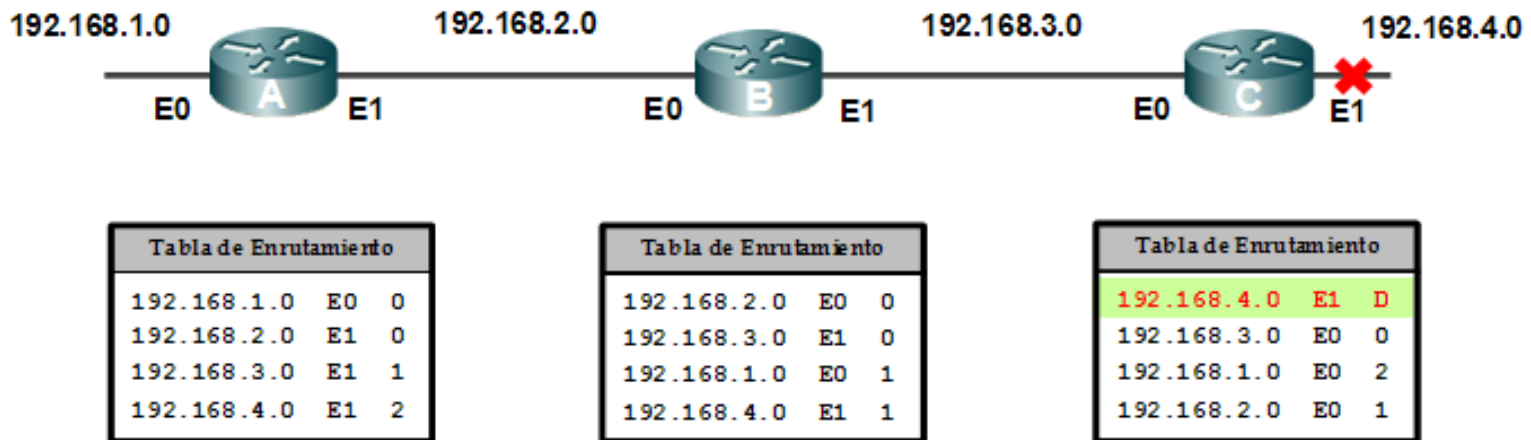 192.168.1.0 192.168.2.0 192.168.3.0 192.168.4.0
A B C
E0 E1 E0 E1 E0 E1
Tabla de Enrutamiento
192.168.1.0 E0 0
192.168.2.0 E1 0
192.168.3.0 E1 1
192.168.4.0 E1 2
Tabla de Enrutamiento
192.168.2.0 E0 0
192.168.3.0 E1 0
192.168.1.0 E0 1
192.168.4.0 E1 1
Tabla de Enrutamiento
192.168.4.0 E1 D
192.168.3.0 E0 0
192.168.1.0 E0 2
192.168.2.0 E0 1